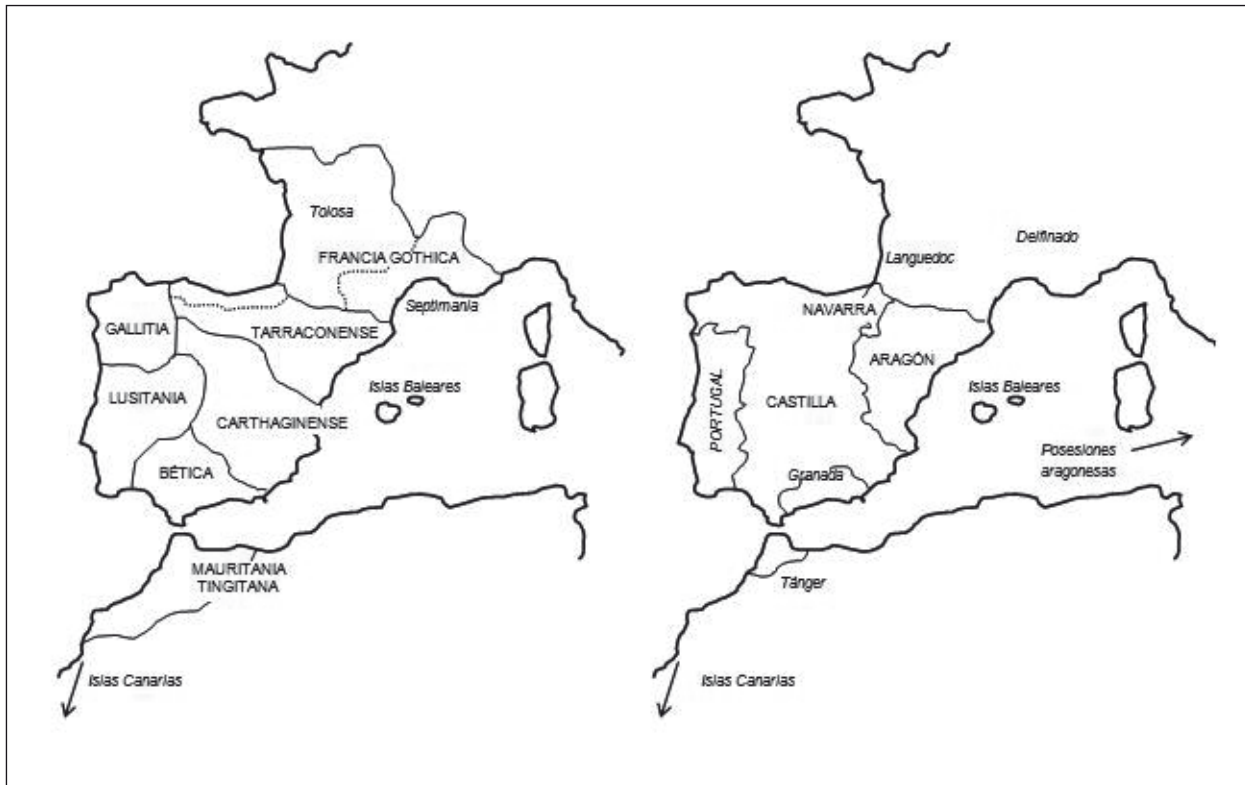 Tolosa
FRANCIA GOTHICA
Septimania
GALLITIA
TARRACONENSE
Islas Baleares
LUSITANIA
CARTHAGINENSE
BÉTICA
MAURITANIA
TINGITANA
Islas Canarias
Delfinado
Languedoc
NAVARRA
ARAGÓN
Islas Baleares
PORTUGAL
CASTILLA
Posesiones
aragonesas
Granada
Tánger
Islas Canarias